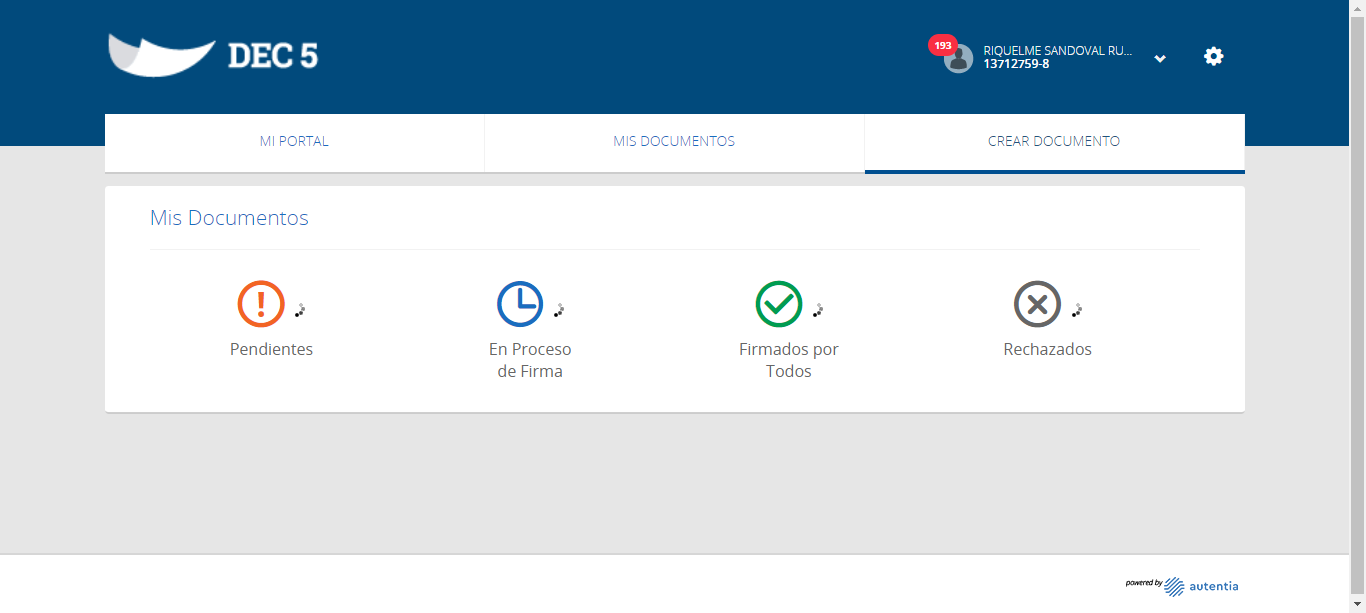 DEC 5
193
RIQUELME SANDOVAL RU...
13712759-8
MI PORTAL
MIS DOCUMENTOS
CREAR DOCUMENTO
Mis Documentos
Pendientes
En Proceso
de Firma
Firmados por
Todos
Rechazados
powered by autentia